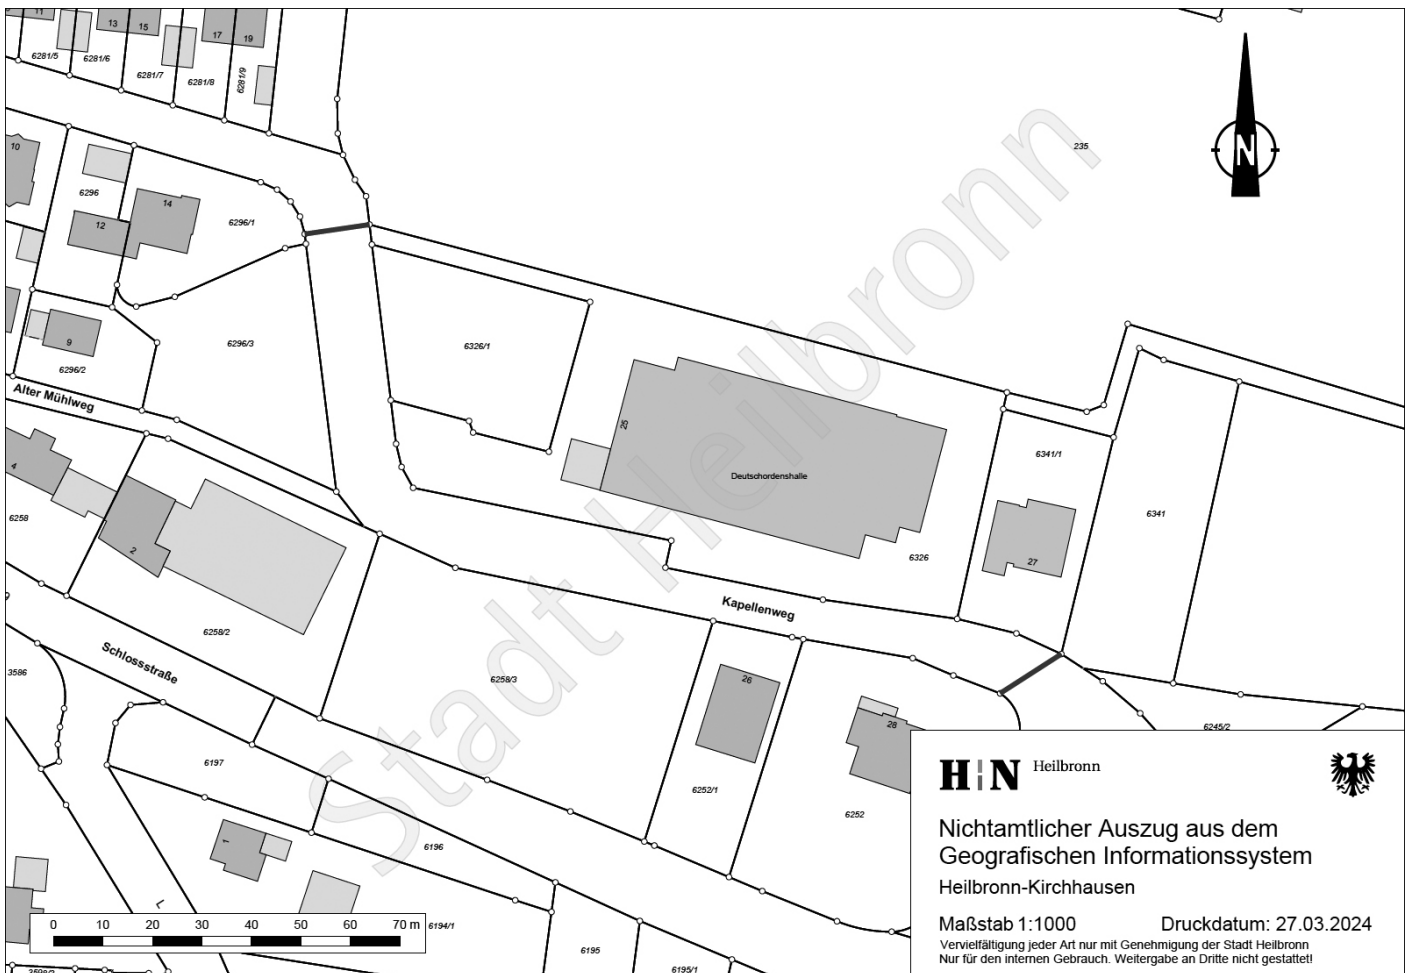 11
13
15
17
19
6281/5
6281/6
6281/7
6281/8
6281/9
235
N
10
6296
14
12
6296/1
6296/3
9
6296/2
6326/1
Alter Mühlweg
25
Deutschordenshalle
6341/1
6341
4
6258
2
6326
27
Kapellenweg
6258/2
Schlossstraße
3586
6258/3
26
28
6245/2
6197
6252/1
6252
1
6196
6194/1
6195
6195/1
L
Stadt Heilbronn
0 10 20 30 40 50 60 70 m
H N Heilbronn
Nichtamtlicher Auszug aus dem
Geografischen Informationssystem
Heilbronn-Kirchhausen
Maßstab 1:1000 Druckdatum: 27.03.2024
Vervielfältigung jeder Art nur mit Genehmigung der Stadt Heilbronn
Nur für den internen Gebrauch. Weitergabe an Dritte nicht gestattet!